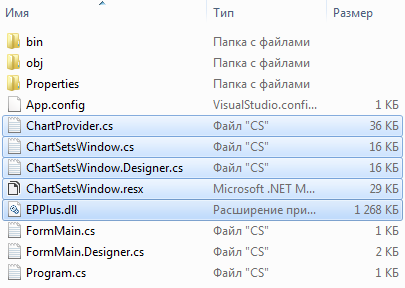 Имя Тип Размер
bin Папка с файлами
obj Папка с файлами
Properties Папка с файлами
App.config VisualStudio.confi... 1 КБ
ChartProvider.cs Файл "CS" 36 КБ
ChartSetsWindow.cs Файл "CS" 16 КБ
ChartSetsWindow.Designer.cs Файл "CS" 16 КБ
ChartSetsWindow.resx Microsoft .NET M... 29 КБ
EPPlus.dll Расширение при... 1 268 КБ
FormMain.cs Файл "CS" 1 КБ
FormMain.Designer.cs Файл "CS" 2 КБ
Program.cs Файл "CS" 1 КБ